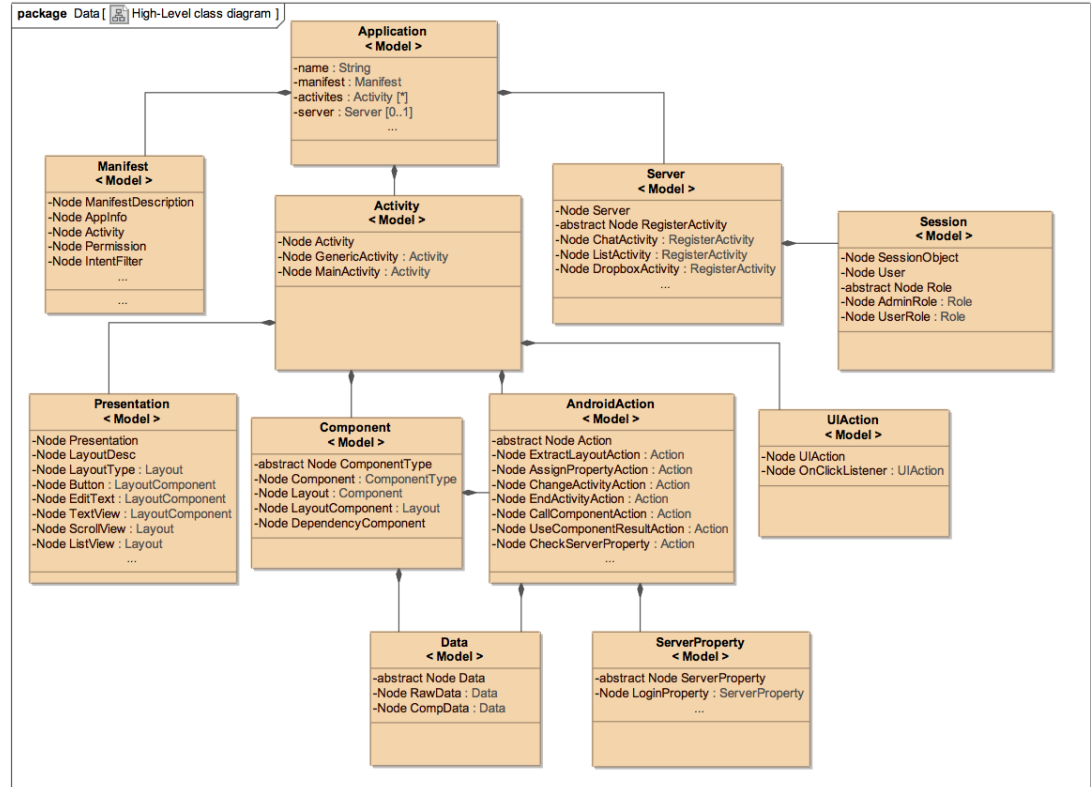 package Data [ High-Level class diagram ]
Application
< Model >
-name : String
-manifest : Manifest
-activites : Activity [*]
-server : Server [0..1]
...
Manifest
< Model >
-Node ManifestDescription
-Node AppInfo
-Node Activity
-Node Permission
-Node IntentFilter
...
...
Activity
< Model >
-Node Activity
-Node GenericActivity : Activity
-Node MainActivity : Activity
Server
< Model >
-Node Server
-abstract Node RegisterActivity
-Node ChatActivity : RegisterActivity
-Node ListActivity : RegisterActivity
-Node DropboxActivity : RegisterActivity
...
Session
< Model >
-Node SessionObject
-Node User
-abstract Node Role
-Node AdminRole : Role
-Node UserRole : Role
Presentation
< Model >
-Node Presentation
-Node LayoutDesc
-Node LayoutType : Layout
-Node Button : LayoutComponent
-Node EditText : LayoutComponent
-Node TextView : LayoutComponent
-Node ScrollView : Layout
-Node ListView : Layout
...
Component
< Model >
-abstract Node ComponentType
-Node Component : ComponentType
-Node Layout : Component
-Node LayoutComponent : Layout
-Node DependencyComponent
AndroidAction
< Model >
-abstract Node Action
-Node ExtractLayoutAction : Action
-Node AssignPropertyAction : Action
-Node ChangeActivityAction : Action
-Node EndActivityAction : Action
-Node CallComponentAction : Action
-Node UseComponentResultAction : Action
-Node CheckServerProperty : Action
...
UIAction
< Model >
-Node UIAction
-Node OnClickListener : UIAction
Data
< Model >
-abstract Node Data
-Node RawData : Data
-Node CompData : Data
ServerProperty
< Model >
-abstract Node ServerProperty
-Node LoginProperty : ServerProperty
...